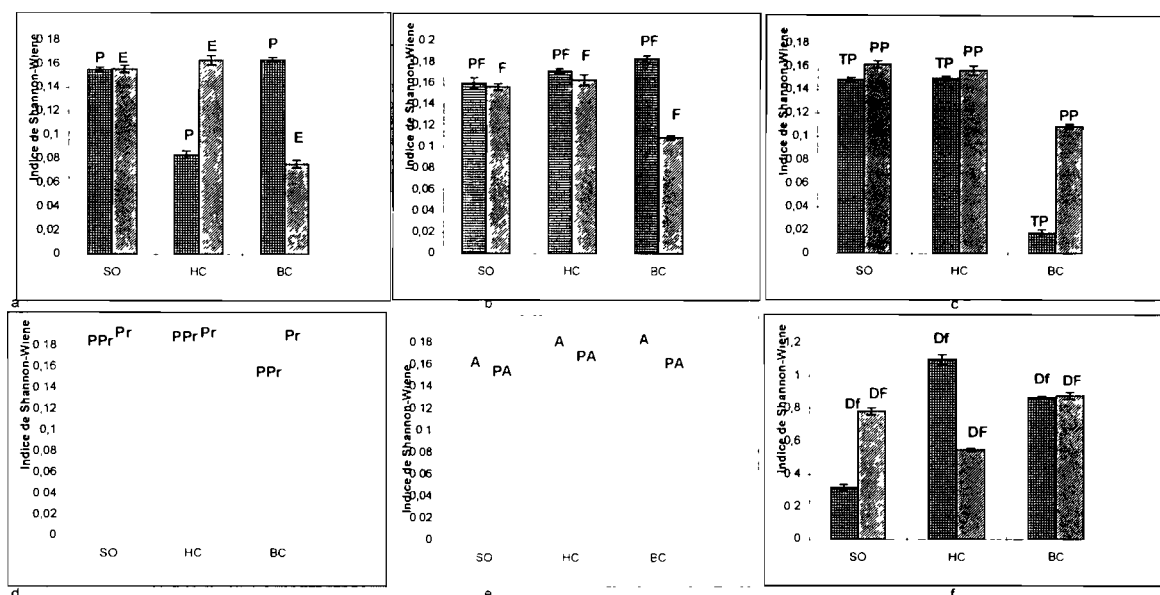 Indice de Shannon-Wiene
0 18
0,16
0,14
0,12
0,1
0,08
0,06
0 04
0,02
0
P E
P E
P E
SO HC BC
a
Indice de Shannon-Wiene
0 2
0 18
0,16
0,14
0,12
0,1
0 08
0 06
0,04
0 02
0
PF F
PF F
PF F
SO HC BC
b
Indice de Shannon-Wiene
0,18
0,16
0,14
0,12
0,1
0,08
0 06
0,04
0,02
0
TP PP
TP PP
TP PP
SO HC BC
c
Indice de Shannon-Wiene
0 18
0 16
0,14
0,12
0,1
0,08
0,06
0 04
0,02
0
PPr Pr
PPr Pr
PPr Pr
SO HC BC
d
Indice de Shannon-Wiene
0 18
0,16
0 14
0 12
0,1
0,08
0 06
0 04
0 02
0
A PA
A PA
A PA
SO HC BC
e
Indice de Shannon-Wiene
1,2
1
0,8
0,6
0 4
0 2
0
Df DF
Df DF
Df DF
SO HC BC
f